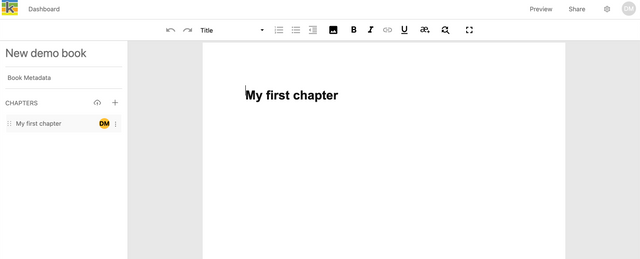 Dashboard
Preview
Share
DM
Title
B I U æ
New demo book
Book Metadata
CHAPTERS
My first chapter
DM
My first chapter